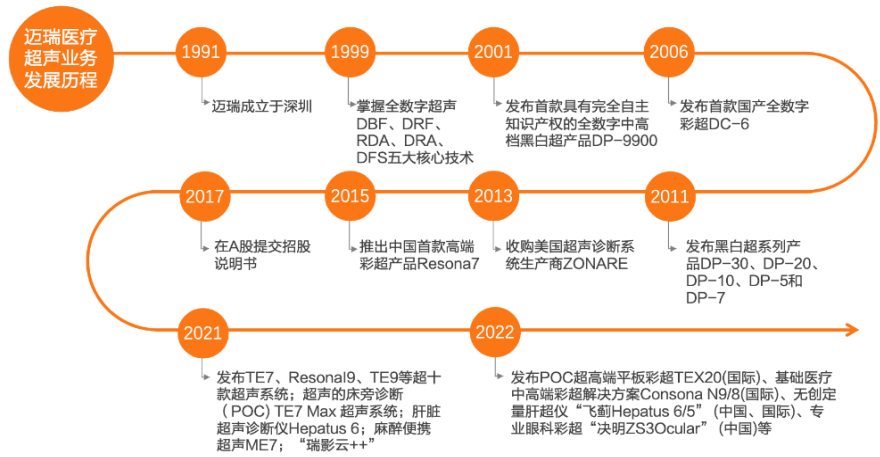 迈瑞医疗
超声业务
发展历程
1991
迈瑞成立于深圳
1999
掌握全数字超声
DBF、DRF、
RDA、DRA、
DFS五大核心技术
2001
发布首款具有完全自主
知识产权的全数字中高
档黑白超产品DP-9900
2006
发布首款国产全数字
彩超DC-6
2011
发布黑白超系列产
品DP-30、DP-20、
DP-10、DP-5和
DP-7
2013
收购美国超声诊断系
统生产商ZONARE
2015
推出中国首款高端
彩超产品Resona7
2017
在A股提交招股
说明书
2021
发布TE7、Resonal9、TE9等超十
款超声系统；超声的床旁诊断
（POC) TE7 Max 超声系统；肝脏
超声诊断仪Hepatus 6；麻醉便携
超声ME7；“瑞影云++”
2022
发布POC超高端平板彩超TEX20(国际)、基础医疗
中高端彩超解决方案Consona N9/8(国际)、无创定
量肝超仪“飞蓟Hepatus 6/5”（中国、国际)、专
业眼科彩超“决明ZS3Ocular”（中国)等